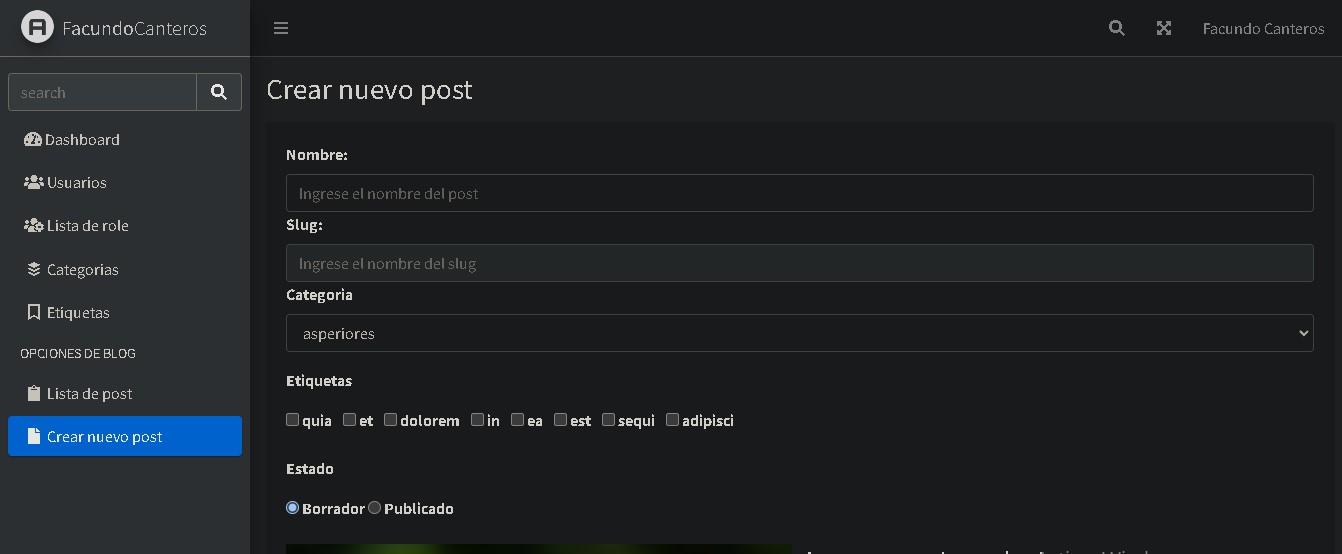 FacundoCanteros
Facundo Canteros
search
Dashboard
Usuarios
Lista de role
Categorias
Etiquetas
OPCIONES DE BLOG
Lista de post
Crear nuevo post
Crear nuevo post
Nombre:
Ingrese el nombre del post
Slug:
Ingrese el nombre del slug
Categoria
asperiores
Etiquetas
quia et dolorem in ea est sequi adipisci
Estado
Borrador Publicado